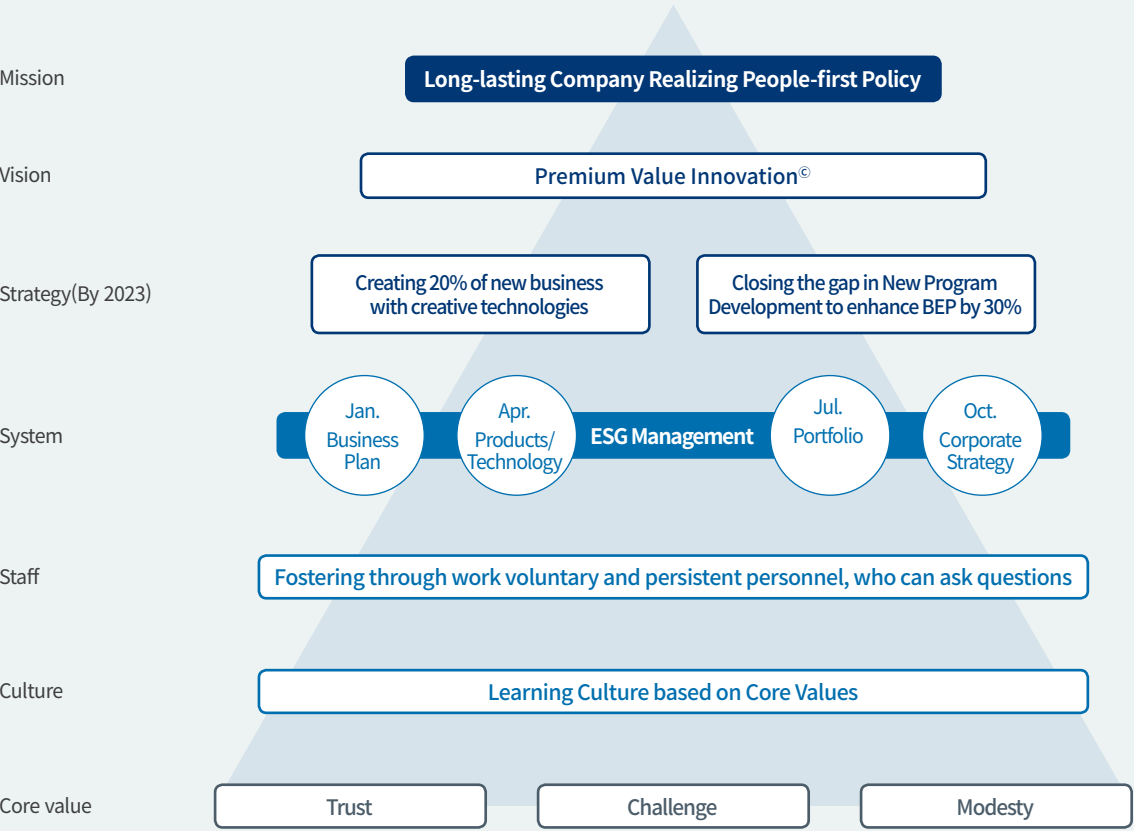 Mission
Long-lasting Company Realizing People-first Policy
Vision
Premium Value Innovation©
Strategy(By 2023)
Creating 20% of new business
with creative technologies
Closing the gap in New Program
Development to enhance BEP by 30%
System
Jan.
Business
Plan
Apr.
Products/
Technology
ESG Management
Jul.
Portfolio
Oct.
Corporate
Strategy
Staff
Fostering through work voluntary and persistent personnel, who can ask questions
Culture
Learning Culture based on Core Values
Core value
Trust
Challenge
Modesty